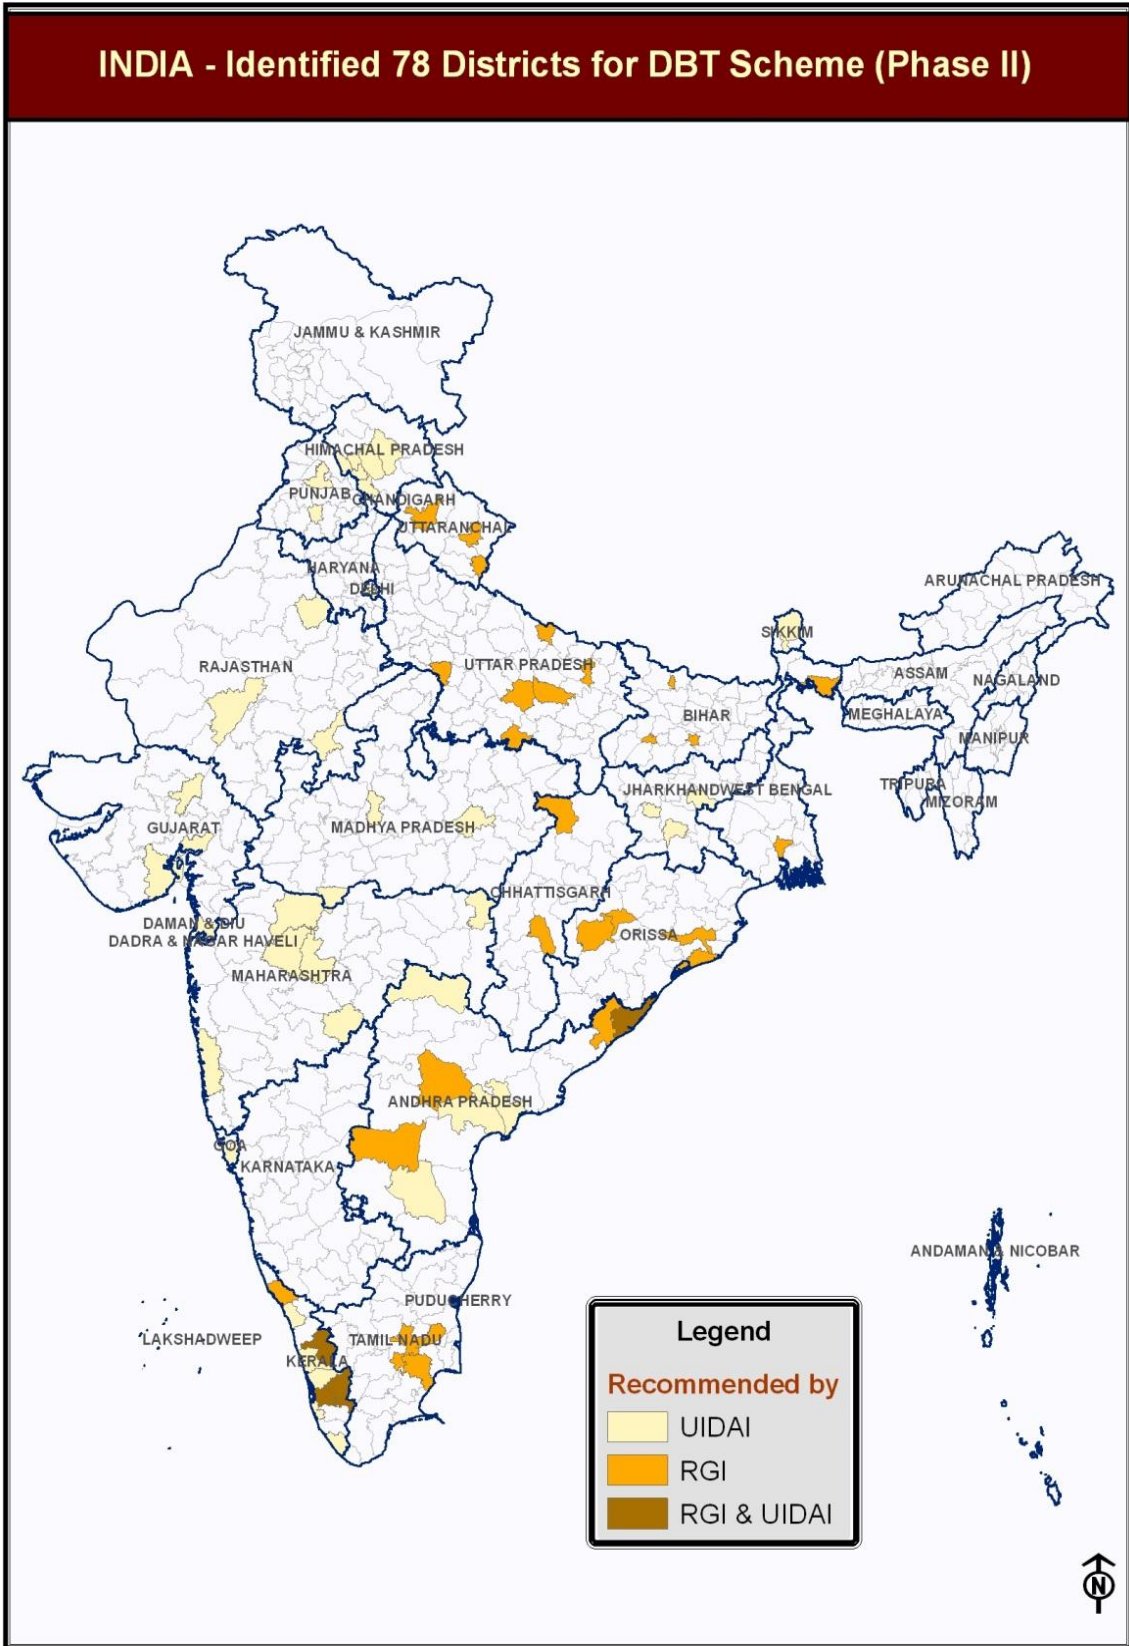 INDIA - Identified 78 Districts for DBT Scheme (Phase II)
JAMMU & KASHMIR
HIMACHAL PRADESH
PUNJAB
CHANDIGARH
UTTARANCHAL
HARYANA
DELHI
ARUNACHAL PRADESH
SIKKIM
RAJASTHAN
UTTAR PRADESH
ASSAM
NAGALAND
BIHAR
MEGHALAYA
MANIPUR
TRIPURA
MIZORAM
JHARKHAND
WEST BENGAL
GUJARAT
MADHYA PRADESH
CHHATTISGARH
DAMAN & DIU
DADRA & NAGAR HAVELI
ORISSA
MAHARASHTRA
ANDHRA PRADESH
GOA
KARNATAKA
ANDAMAN & NICOBAR
PUDUCHERRY
LAKSHADWEEP
TAMIL NADU
KERALA
Legend
Recommended by
UIDAI
RGI
RGI & UIDAI
N